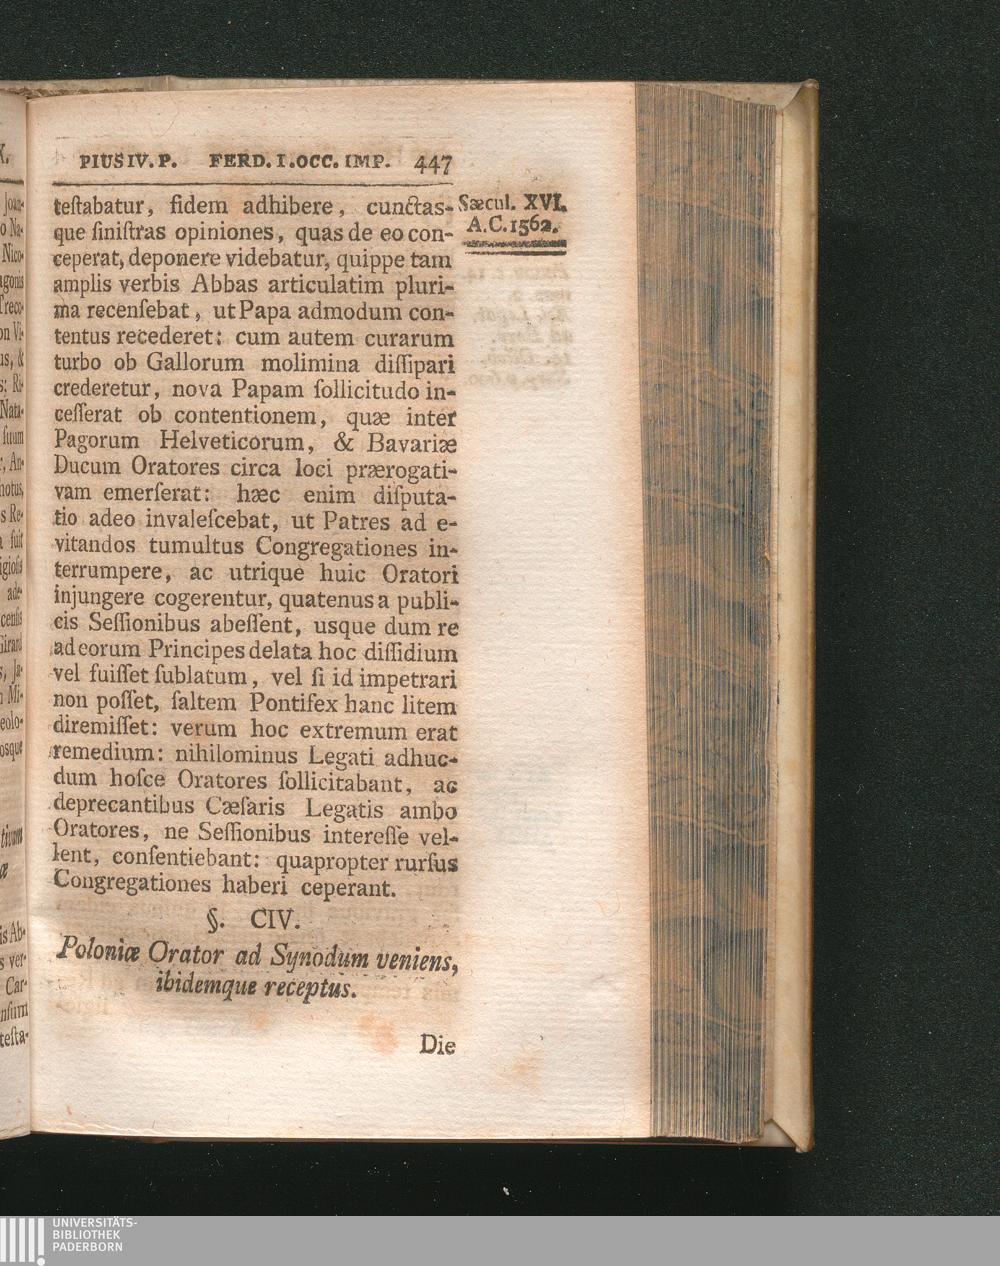 PIUS IV. P. FERD. I. OCC. IMP. 447
Sæcul. XVI.
A.C. 1562.
teſtabatur, fidem adhibere, cunctas-
que ſiniſtras opiniones, quas de eo con-
ceperat, deponere videbatur, quippe tam
amplis verbis Abbas articulatim pluri-
ma recenſebat, ut Papa admodum con-
tentus recederet: cum autem curarum
turbo ob Gallorum molimina diſſipari
crederetur, nova Papam ſollicitudo in-
ceſſerat ob contentionem, quæ inter
Pagorum Helveticorum, & Bavariæ
Ducum Oratores circa loci prærogati-
vam emerſerat: hæc enim diſputa-
tio adeo invaleſcebat, ut Patres ad e-
vitandos tumultus Congregationes in-
terrumpere, ac utrique huic Oratori
injungere cogerentur, quatenus a publi-
cis Seſſionibus abeſſent, usque dum re
ad eorum Principes delata hoc diſſidium
vel fuiſſet ſublatum, vel ſi id impetrari
non poſſet, ſaltem Pontifex hanc litem
diremiſſet: verum hoc extremum erat
remedium: nihilominus Legati adhuc-
dum hoſce Oratores ſollicitabant, ac
deprecantibus Cæſaris Legatis ambo
Oratores, ne Seſſionibus intereſſe vel-
lent, conſentiebant: quapropter rurſus
Congregationes haberi ceperant.
§. CIV.
Poloniæ Orator ad Synodum veniens,
ibidemque receptus.
Die
UNIVERSITÄTS-
BIBLIOTHEK
PADERBORN